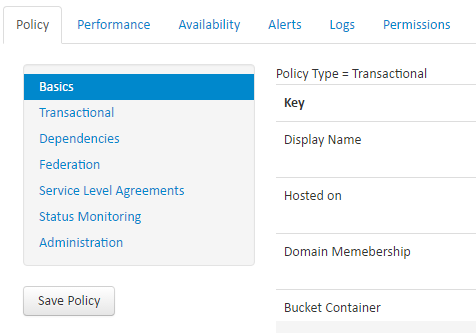 Policy Performance Availability Alerts Logs Permissions
Basics
Transactional
Dependencies
Federation
Service Level Agreements
Status Monitoring
Administration
Save Policy
Policy Type = Transactional
Key
Display Name
Hosted on
Domain Memebership
Bucket Container